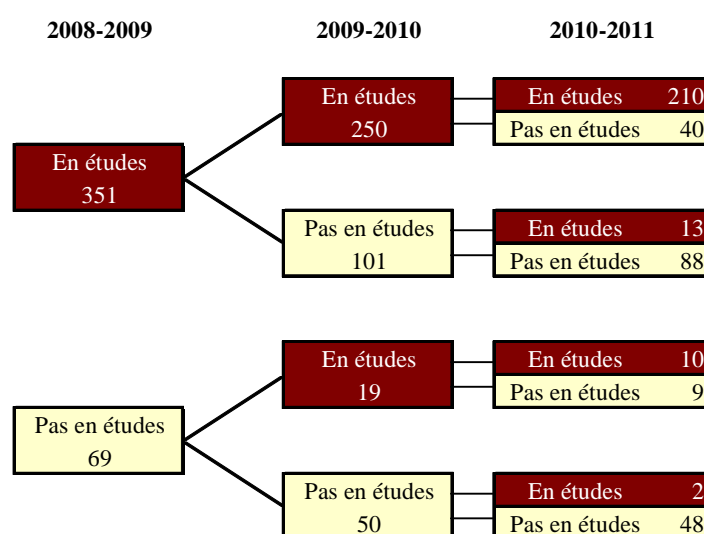 2008-2009 2009-2010 2010-2011
En études 250
En études 210
Pas en études 40
En études 351
Pas en études 101
En études 13
Pas en études 88
En études 19
En études 10
Pas en études 9
Pas en études 69
Pas en études 50
En études 2
Pas en études 48